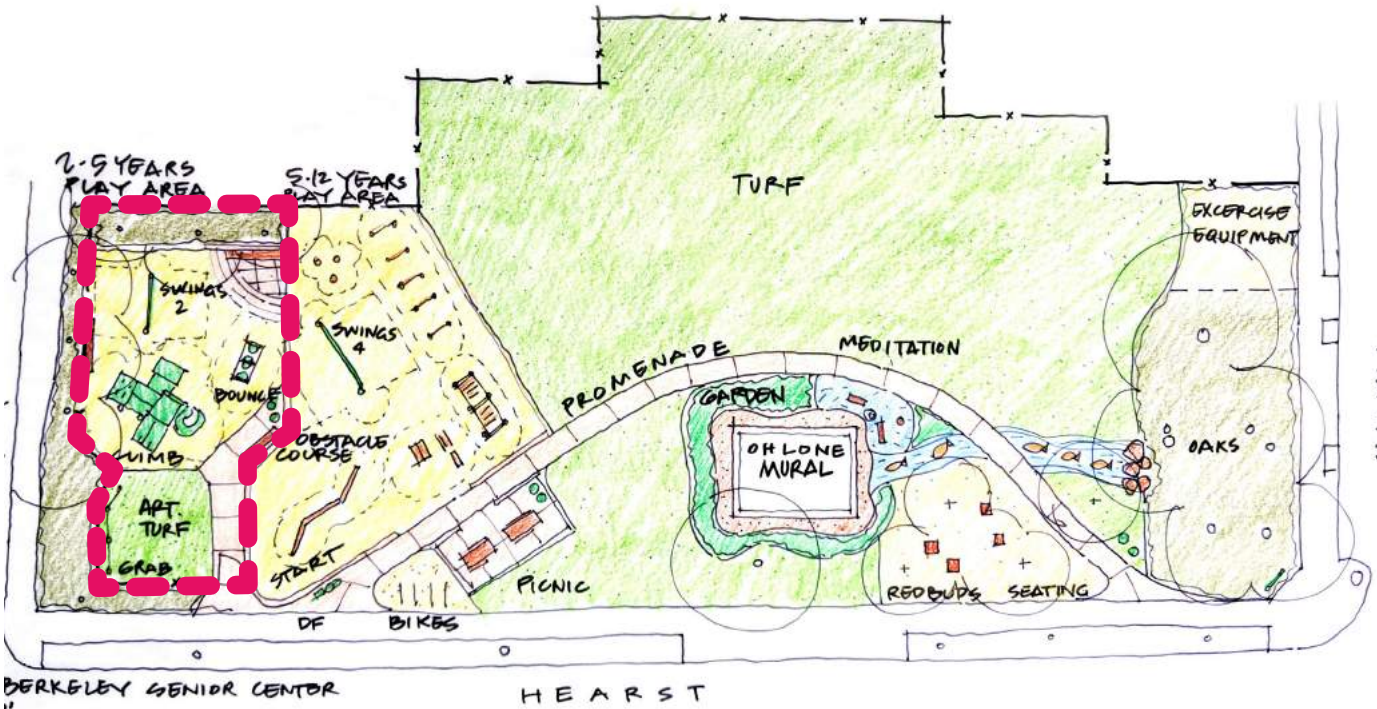 2-5 YEARS
PLAY AREA
5-12 YEARS
PLAY AREA
TURF
EXCERCISE
EQUIPMENT
SWINGS
2
SWINGS
4
BOUNCE
PROMENADE
MEDITATION
GARDEN
OHLONE
MURAL
OBSTACLE
COURSE
OAKS
ART.
TURF
GRAB
START
PICNIC
REDBUDS SEATING
DF
BIKES
BERKELEY SENIOR CENTER
HEARST